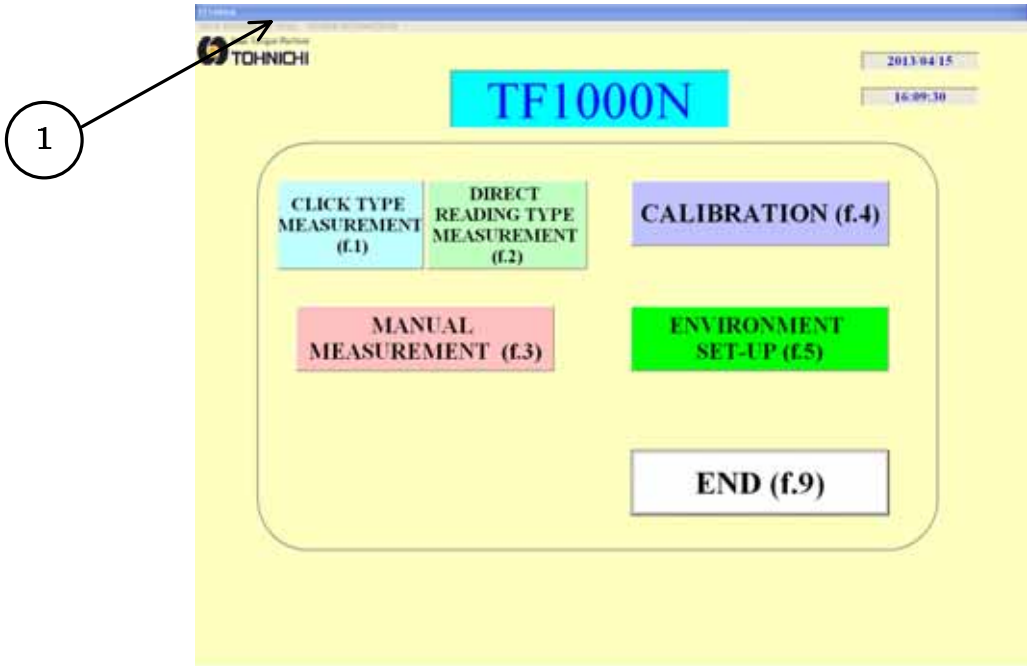 TF1000N
TOHNICHI
2013/04/15
TF1000N
16:09:30
1
CLICK TYPE
MEASUREMENT
(f.1)
DIRECT
READING TYPE
MEASUREMENT
(f.2)
CALIBRATION (f.4)
MANUAL
MEASUREMENT (f.3)
ENVIRONMENT
SET-UP (f.5)
END (f.9)